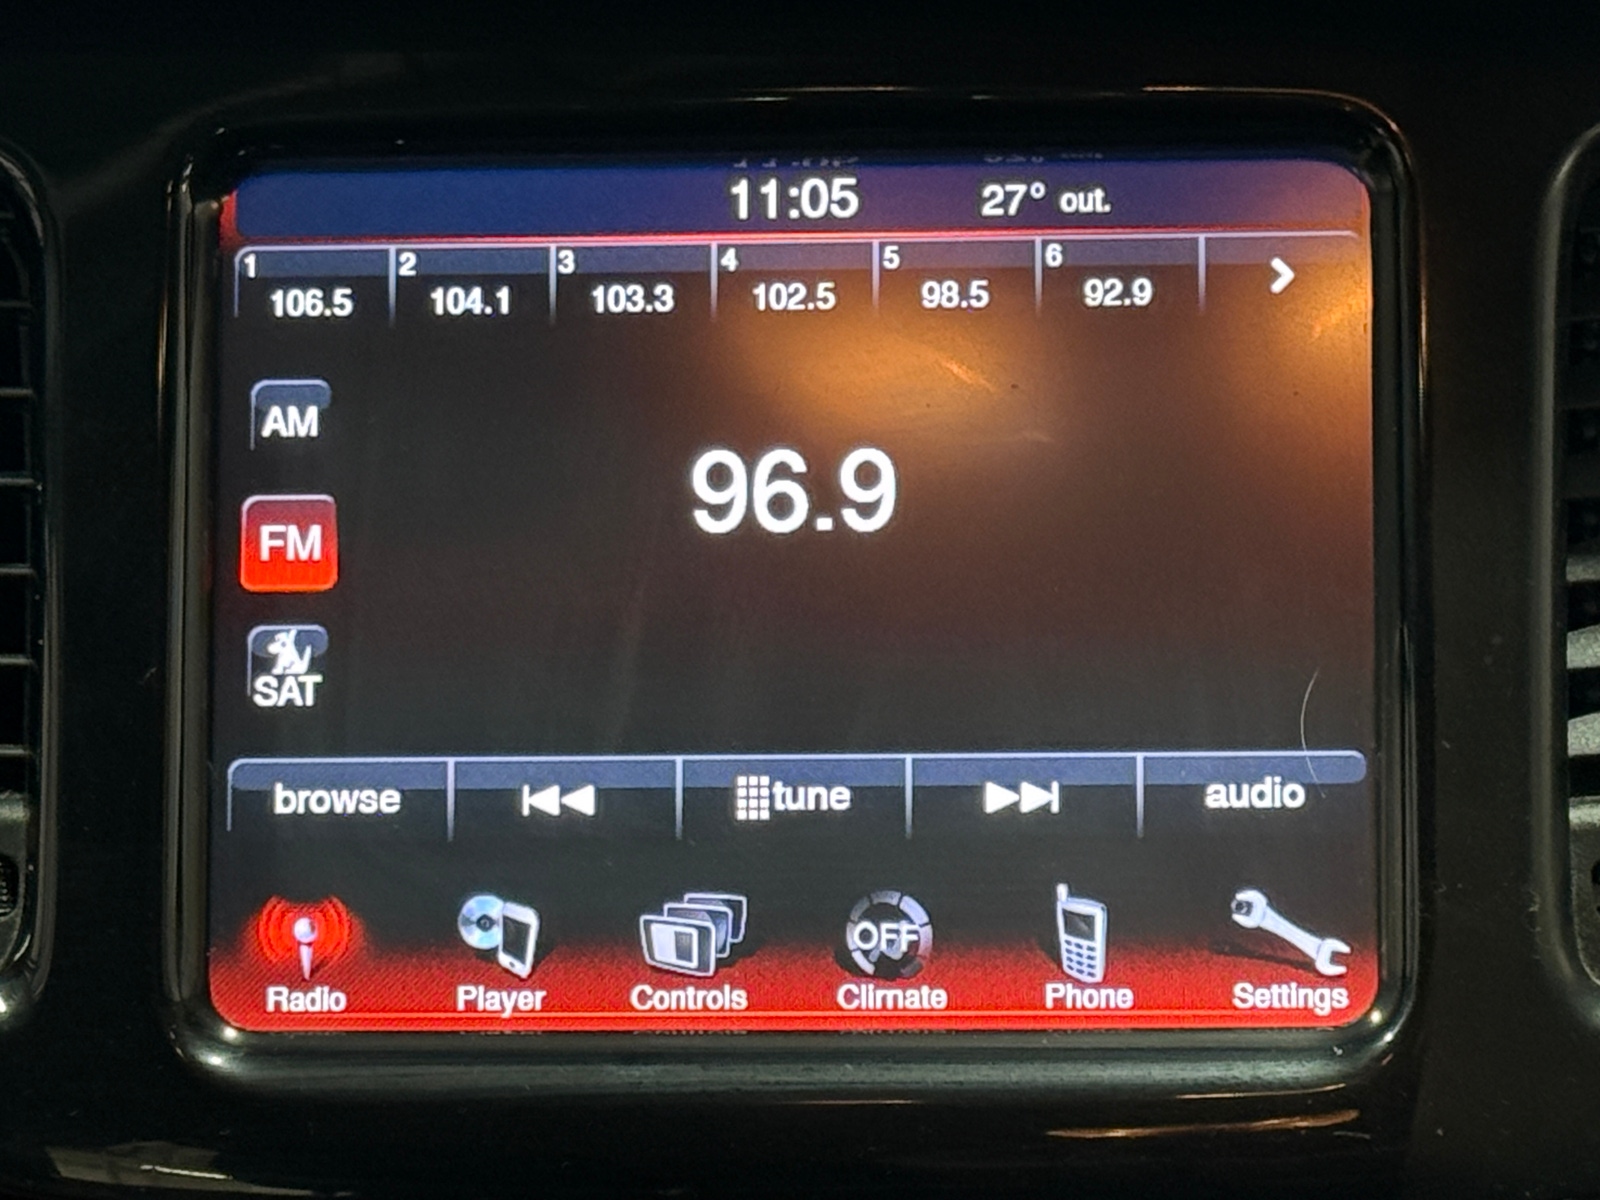 11:05 27° out.
1 2 3 4 5 6
106.5 104.1 103.3 102.5 98.5 92.9
AM
96.9
FM
SAT
browse tune audio
OFF
Radio Player Controls Climate Phone Settings